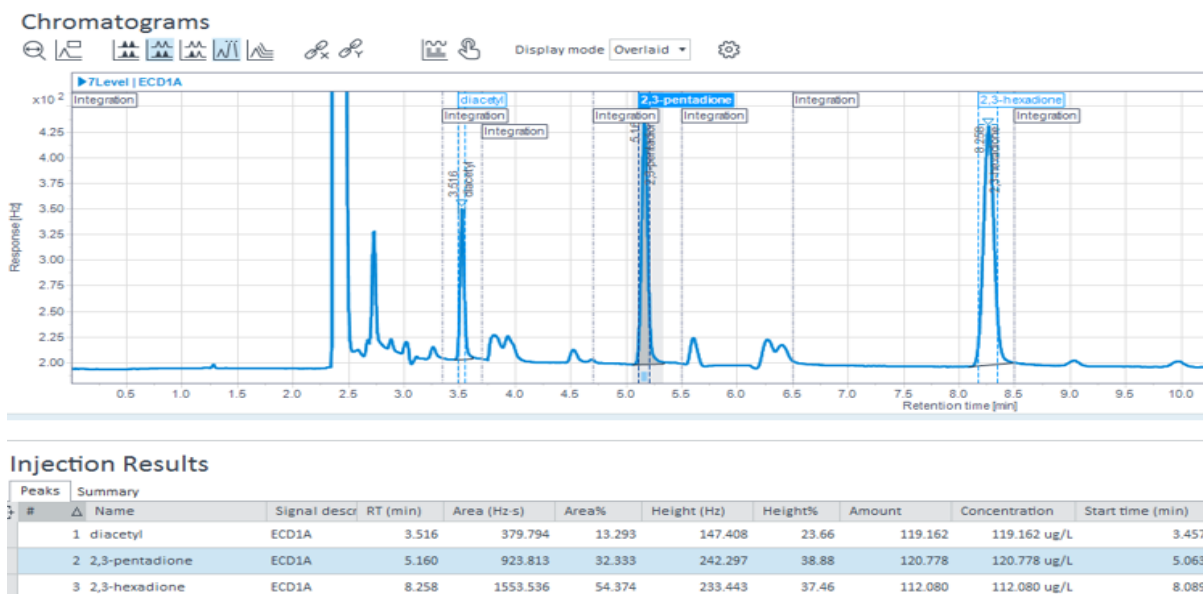 Chromatograms
Display mode Overlaid
7Level | ECD1A
x10 2
Integration diacetyl 2,3-pentadione Integration 2,3-hexadione
Integration Integration Integration Integration
Integration
4.25
4.00
3.75
3.50
3.25
3.00
2.75
2.50
2.25
2.00
Response [Hz]
3.516
diacetyl
8.258
2,3-hexadione
0.5 1.0 1.5 2.0 2.5 3.0 3.5 4.0 4.5 5.0 5.5 6.0 6.5 7.0 7.5 8.0 8.5 9.0 9.5 10.0
Retention time [min]
Injection Results
Peaks Summary
# Name Signal descr RT (min) Area (Hz·s) Area% Height (Hz) Height% Amount Concentration Start time (min)
1 diacetyl ECD1A 3.516 379.794 13.293 147.408 23.66 119.162 119.162 ug/L 3.457
2 2,3-pentadione ECD1A 5.160 923.813 32.333 242.297 38.88 120.778 120.778 ug/L 5.063
3 2,3-hexadione ECD1A 8.258 1553.536 54.374 233.443 37.46 112.080 112.080 ug/L 8.089